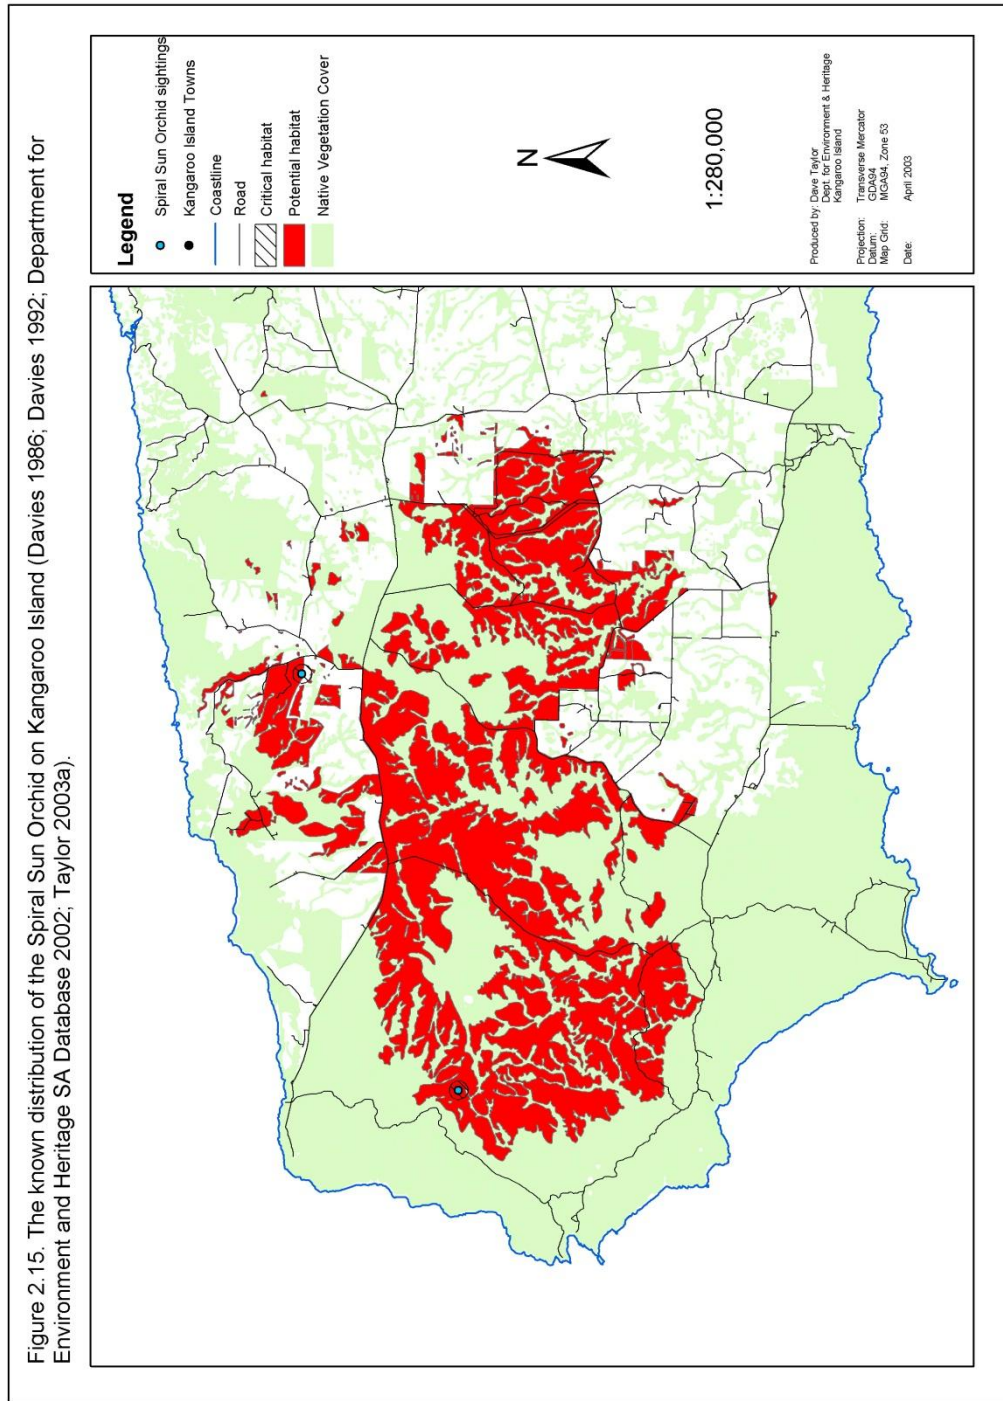 Figure 2.15. The known distribution of the Spiral Sun Orchid on Kangaroo Island (Davies 1986; Davies 1992; Department for
Environment and Heritage SA Database 2002; Taylor 2003a).
Legend
Spiral Sun Orchid sightings
Kangaroo Island Towns
Coastline
Road
Critical habitat
Potential habitat
Native Vegetation Cover
N
1:280,000
Produced by: Dave Taylor
Dept. for Environment & Heritage
Kangaroo Island
Projection: Transverse Mercator
Datum: GDA94
Map Grid: MGA94, Zone 53
Date: April 2003